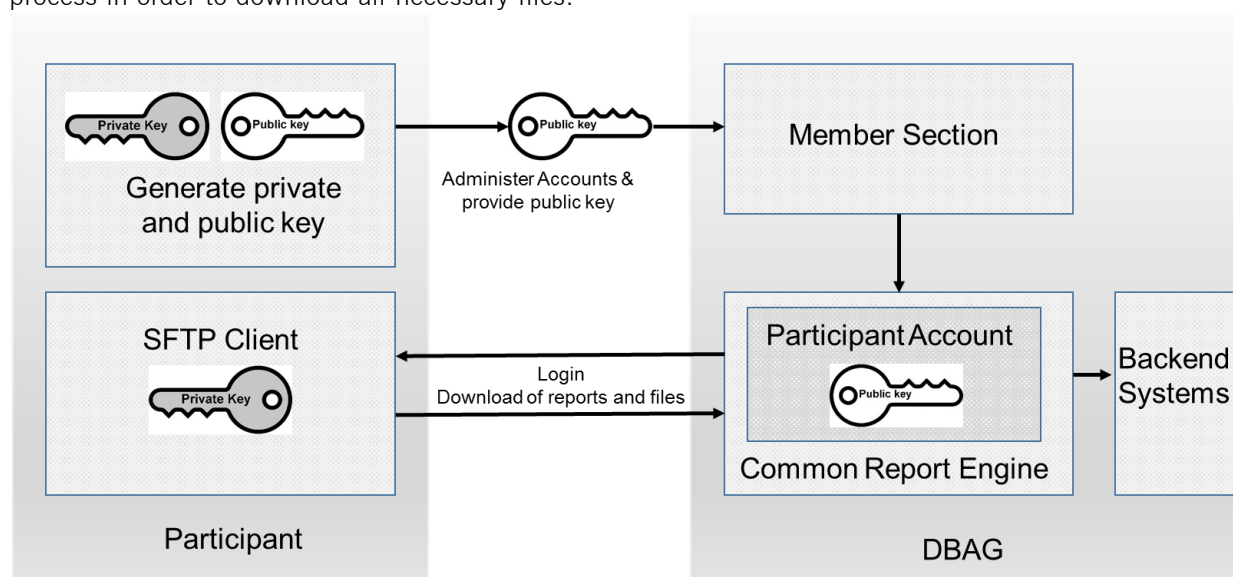 process in order to download all necessary files.
Private Key
Public key
Generate private
and public key
Public key
Administer Accounts &
provide public key
Member Section
SFTP Client
Private Key
Login
Download of reports and files
Participant Account
Public key
Common Report Engine
Backend
Systems
Participant
DBAG